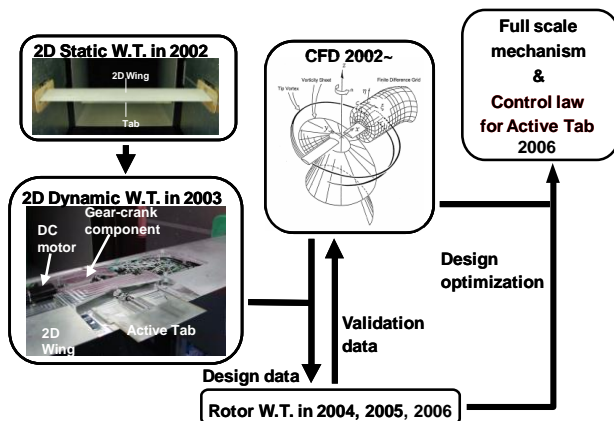 2D Static W.T. in 2002
2D Wing
Tab
2D Dynamic W.T. in 2003
Gear-crank
component
DC
motor
Active Tab
2D
Wing
CFD 2002~
Vorticity Sheet
Finite Difference Grid
Tip Vortex
Full scale
mechanism
&
Control law
for Active Tab
2006
Design
optimization
Validation
data
Design data
Rotor W.T. in 2004, 2005, 2006